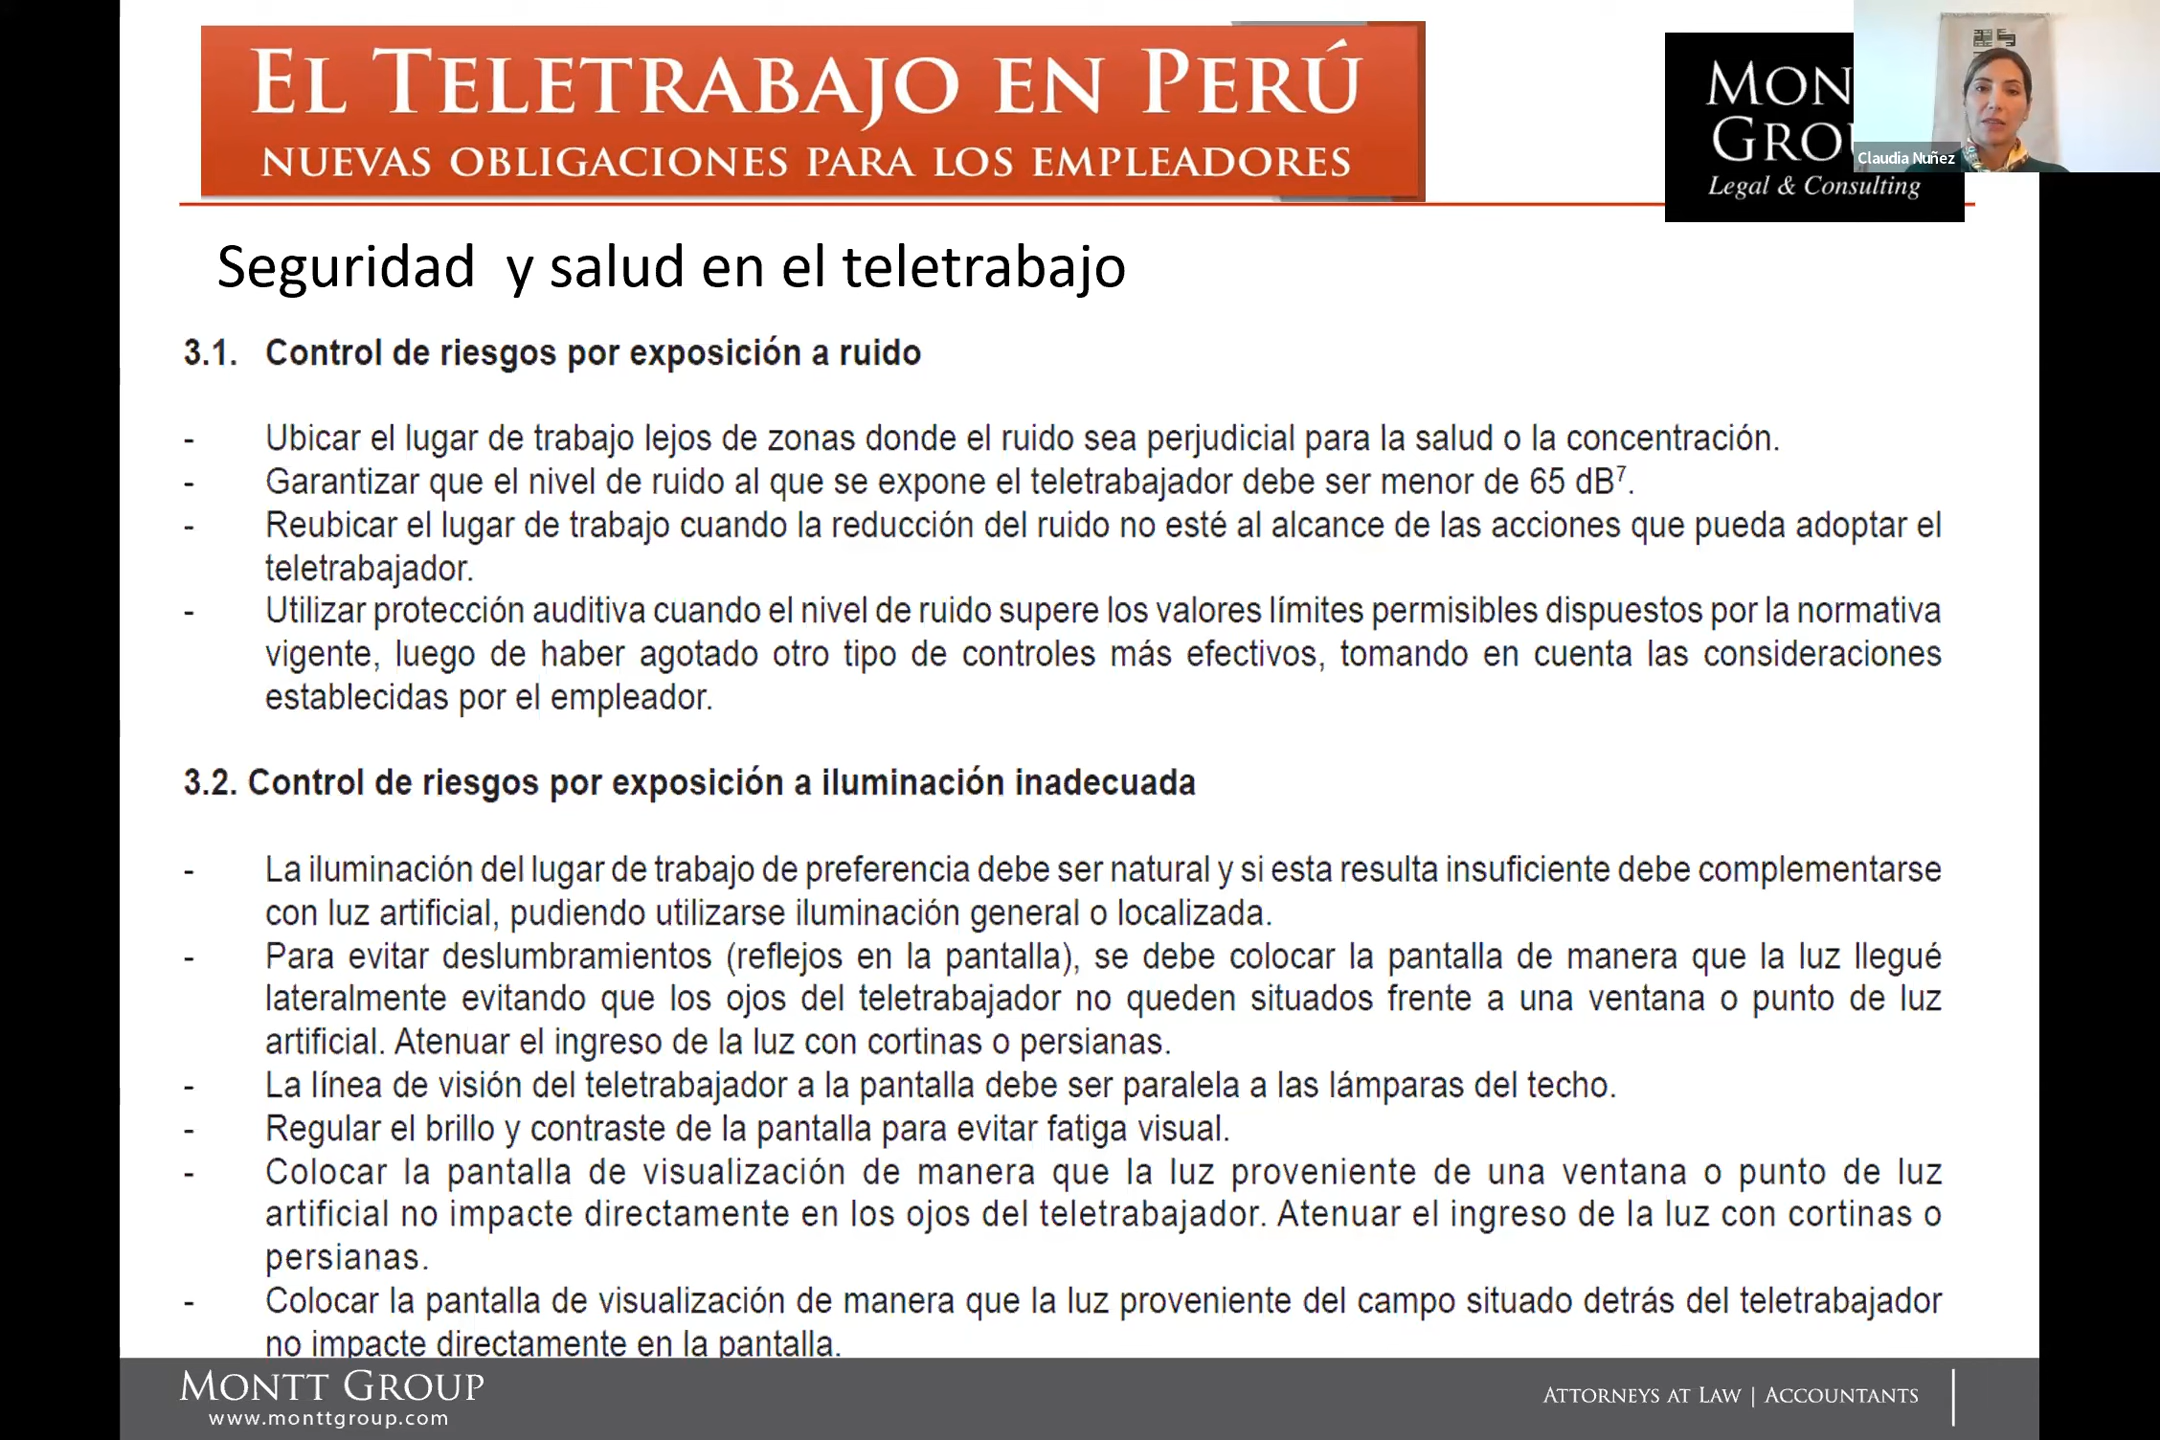 EL TELETRABAJO EN PERÚ
NUEVAS OBLIGACIONES PARA LOS EMPLEADORES
Legal & Consulting
Claudia Nuñez
Seguridad y salud en el teletrabajo
3.1. Control de riesgos por exposición a ruido
- Ubicar el lugar de trabajo lejos de zonas donde el ruido sea perjudicial para la salud o la concentración.
- Garantizar que el nivel de ruido al que se expone el teletrabajador debe ser menor de 65 dB⁷.
- Reubicar el lugar de trabajo cuando la reducción del ruido no esté al alcance de las acciones que pueda adoptar el
teletrabajador.
- Utilizar protección auditiva cuando el nivel de ruido supere los valores límites permisibles dispuestos por la normativa
vigente, luego de haber agotado otro tipo de controles más efectivos, tomando en cuenta las consideraciones
establecidas por el empleador.
3.2. Control de riesgos por exposición a iluminación inadecuada
- La iluminación del lugar de trabajo de preferencia debe ser natural y si esta resulta insuficiente debe complementarse
con luz artificial, pudiendo utilizarse iluminación general o localizada.
- Para evitar deslumbramientos (reflejos en la pantalla), se debe colocar la pantalla de manera que la luz llegué
lateralmente evitando que los ojos del teletrabajador no queden situados frente a una ventana o punto de luz
artificial. Atenuar el ingreso de la luz con cortinas o persianas.
- La línea de visión del teletrabajador a la pantalla debe ser paralela a las lámparas del techo.
- Regular el brillo y contraste de la pantalla para evitar fatiga visual.
- Colocar la pantalla de visualización de manera que la luz proveniente de una ventana o punto de luz
artificial no impacte directamente en los ojos del teletrabajador. Atenuar el ingreso de la luz con cortinas o
persianas.
- Colocar la pantalla de visualización de manera que la luz proveniente del campo situado detrás del teletrabajador
no impacte directamente en la pantalla.
MONTT GROUP
www.monttgroup.com
ATTORNEYS AT LAW | ACCOUNTANTS